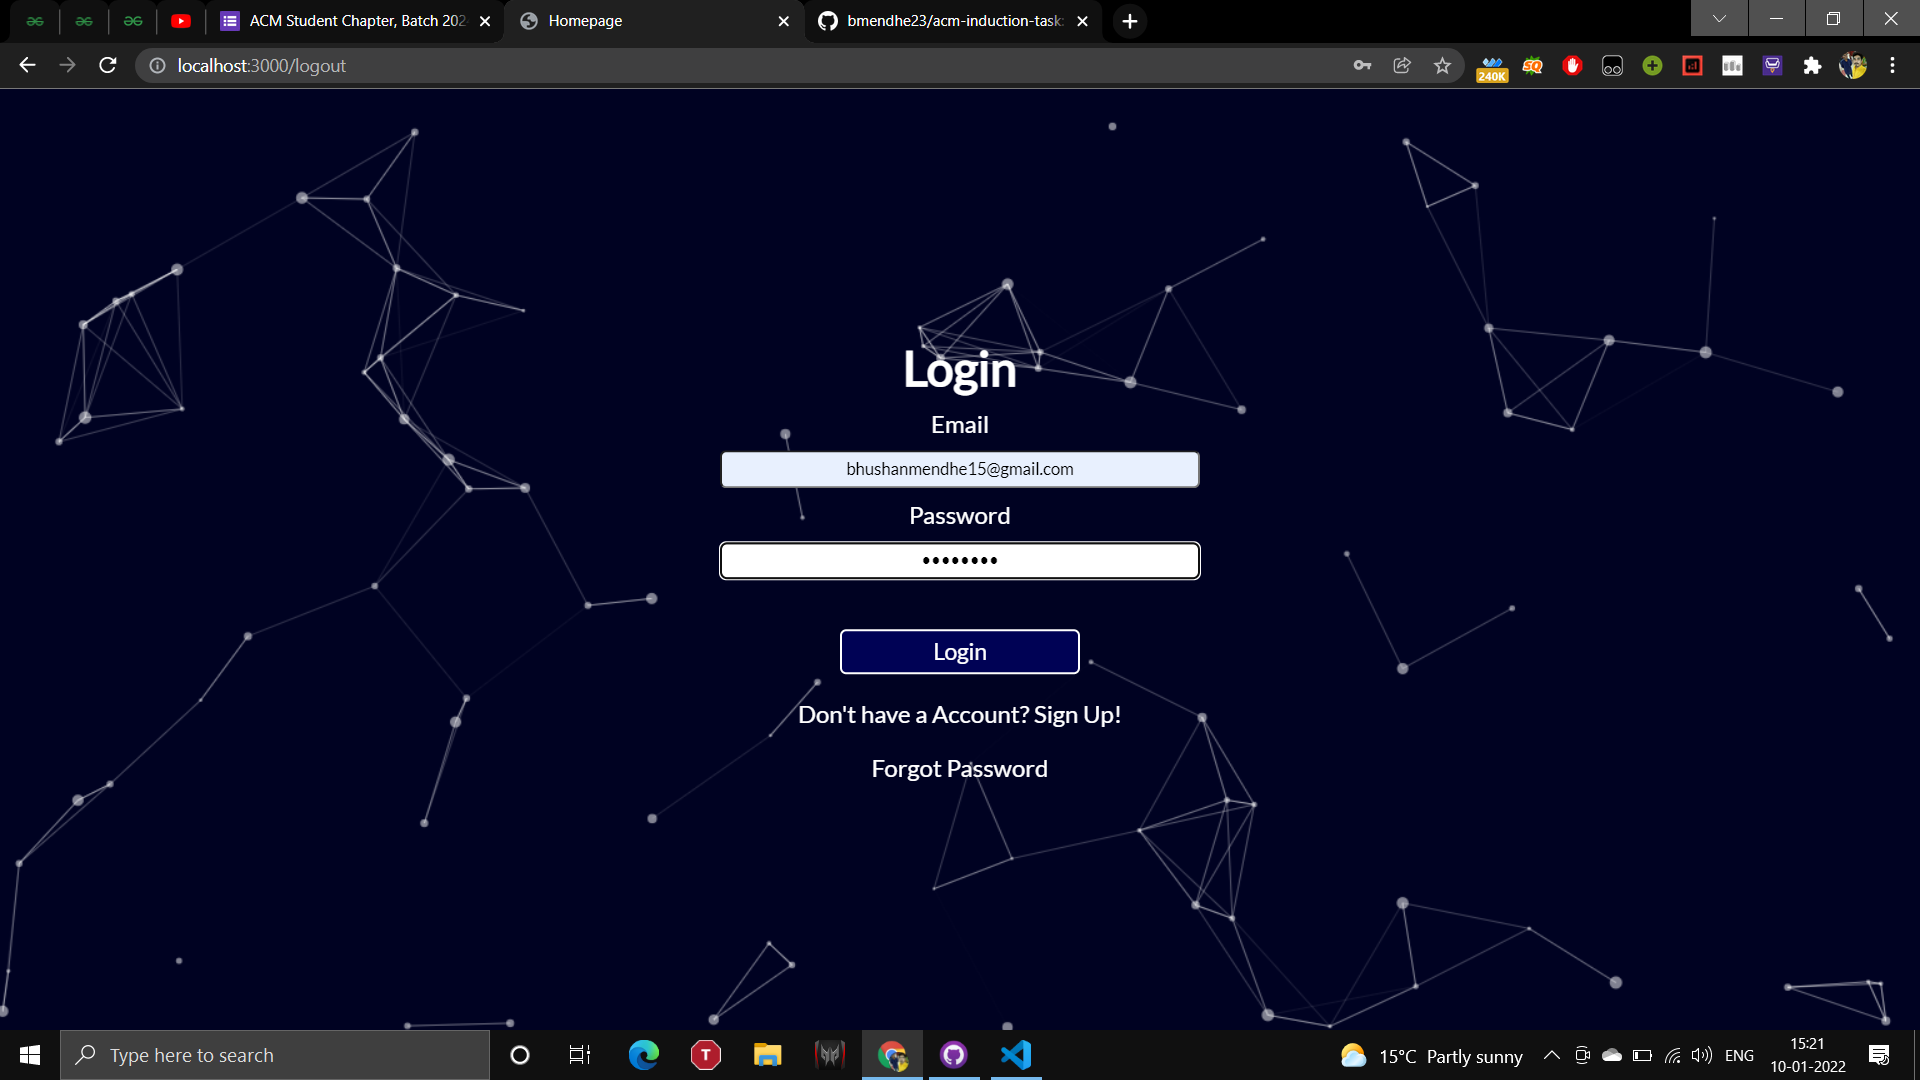 ACM Student Chapter, Batch 202
Homepage
bmendhe23/acm-induction-task
localhost:3000/logout
240K
SQ
Login
Email
bhushanmendhe15@gmail.com
Password
••••••••
Login
Don't have a Account? Sign Up!
Forgot Password
Type here to search
T
15°C Partly sunny
ENG
15:21
10-01-2022